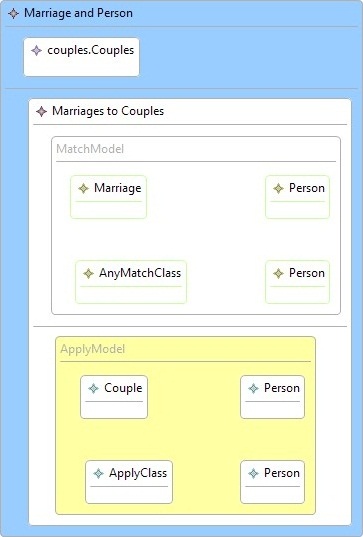 Marriage and Person
couples.Couples
Marriages to Couples
MatchModel
Marriage
Person
AnyMatchClass
Person
ApplyModel
Couple
Person
ApplyClass
Person